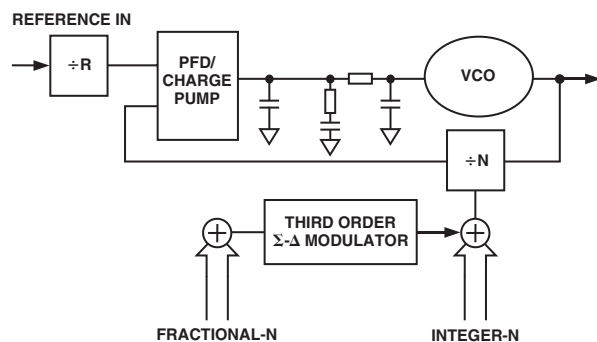 REFERENCE IN
÷R
PFD/
CHARGE
PUMP
VCO
÷N
THIRD ORDER
Σ-Δ MODULATOR
FRACTIONAL-N
INTEGER-N